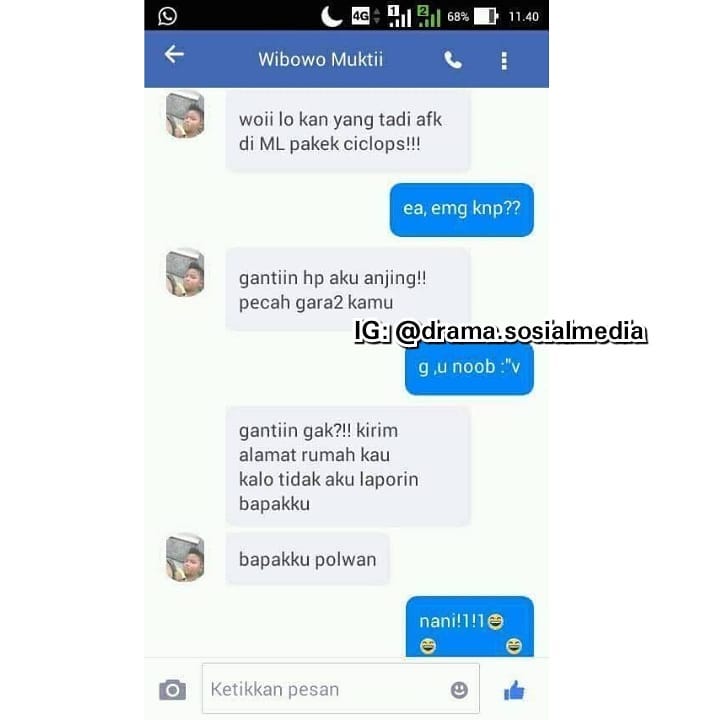 4G 1 2 68% 11.40
Wibowo Muktii
woii lo kan yang tadi afk
di ML pakek ciclops!!!
ea, emg knp??
gantiin hp aku anjing!!
pecah gara2 kamu
IG: @drama.sosialmedia
g ,u noob :"v
gantiin gak?!! kirim
alamat rumah kau
kalo tidak aku laporin
bapakku
bapakku polwan
nani!1!1😅
😅 😅
Ketikkan pesan